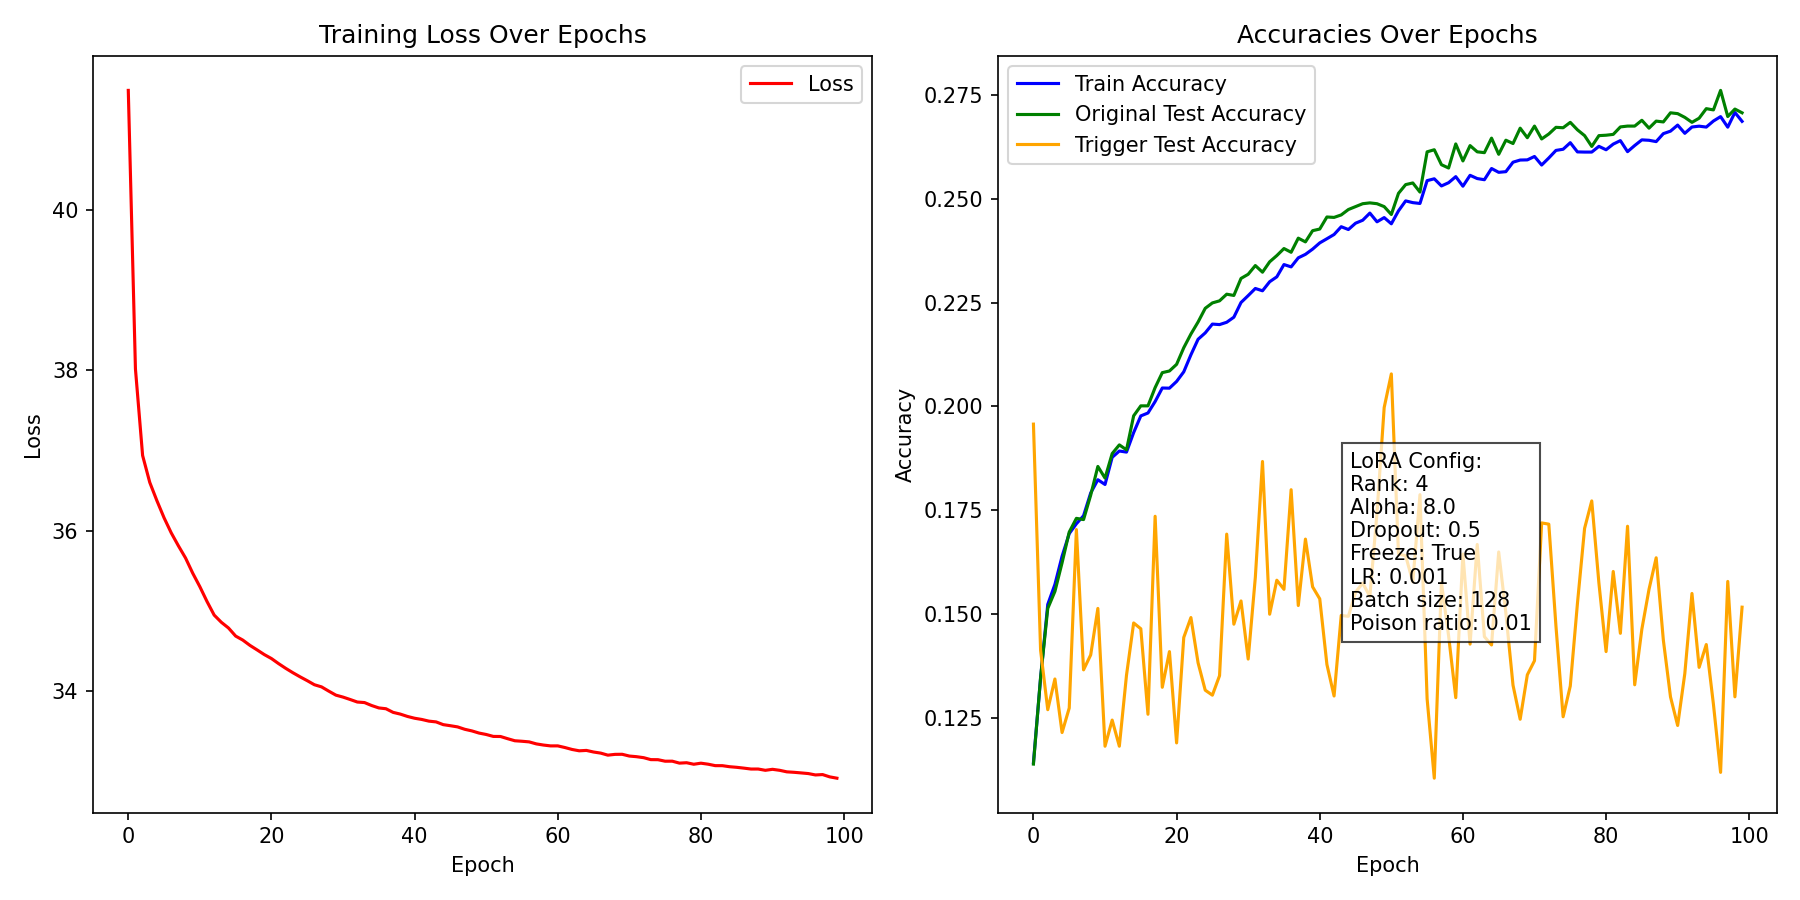 Training Loss Over Epochs
Loss
40
38
36
34
Loss
0
20
40
60
80
100
Epoch
Accuracies Over Epochs
Train Accuracy
Original Test Accuracy
Trigger Test Accuracy
0.275
0.250
0.225
0.200
0.175
0.150
0.125
Accuracy
LoRA Config:
Rank: 4
Alpha: 8.0
Dropout: 0.5
Freeze: True
LR: 0.001
Batch size: 128
Poison ratio: 0.01
0
20
40
60
80
100
Epoch